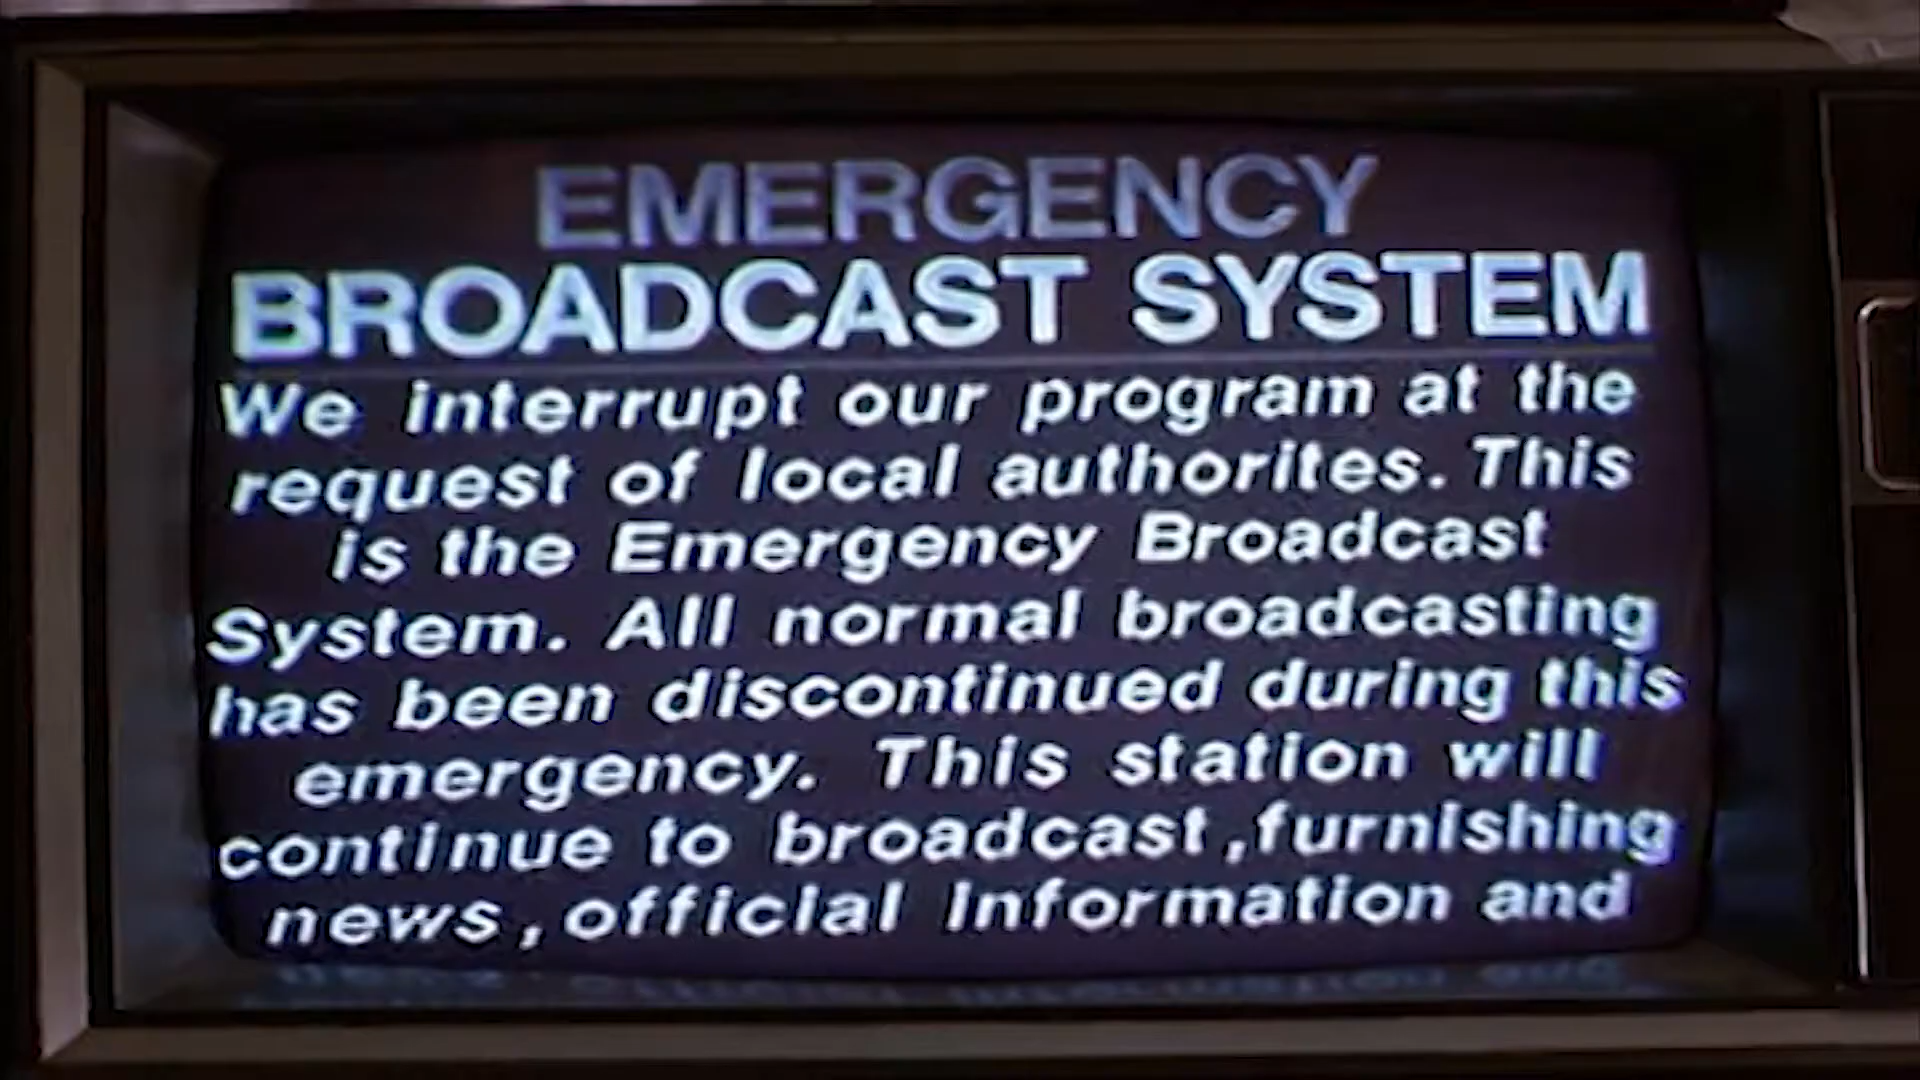 EMERGENCY
BROADCAST SYSTEM
We interrupt our program at the
request of local authorites. This
is the Emergency Broadcast
System. All normal broadcasting
has been discontinued during this
emergency. This station will
continue to broadcast,furnishing
news,official information and